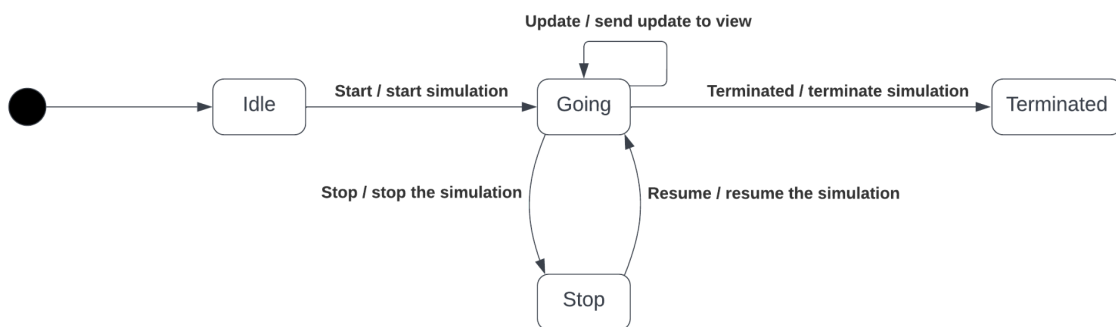 Update / send update to view
Idle
Start / start simulation
Going
Terminated / terminate simulation
Terminated
Stop / stop the simulation
Resume / resume the simulation
Stop